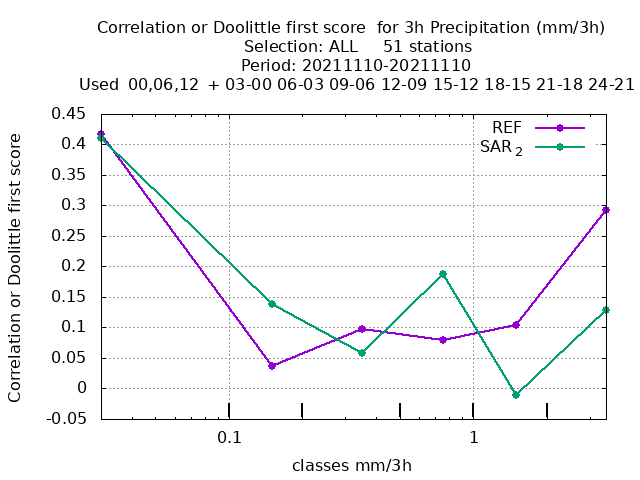 Correlation or Doolittle first score  for 3h Precipitation (mm/3h)
Selection: ALL     51 stations
Period: 20211110-20211110
Used  00,06,12  + 03-00 06-03 09-06 12-09 15-12 18-15 21-18 24-21
Correlation or Doolittle first score
0.45
0.4
0.35
0.3
0.25
0.2
0.15
0.1
0.05
0
-0.05
REF
SAR2
0.1
1
classes mm/3h